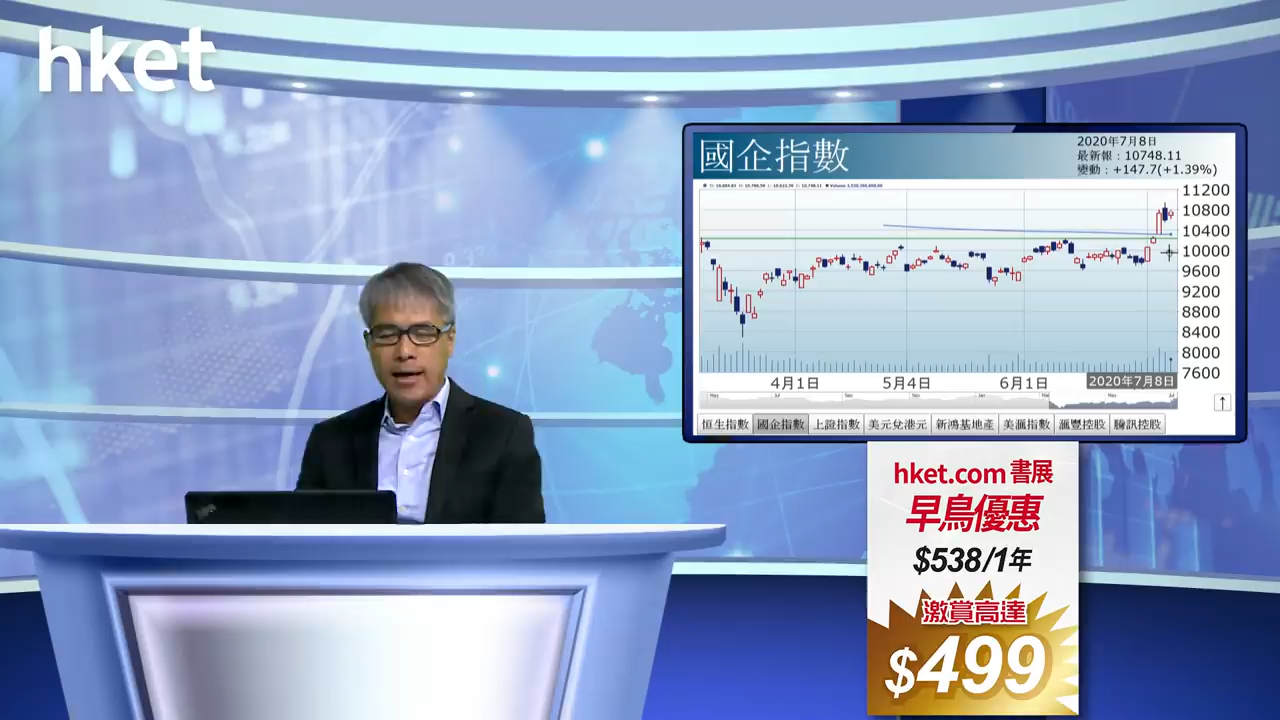 hket
國企指數
2020年7月8日
最新報：10748.11
變動：+147.7(+1.39%)
11200
10800
10400
10000
9600
9200
8800
8400
8000
7600
4月1日
5月4日
6月1日
2020年7月8日
恒生指數
國企指數
上證指數
美元兌港元
新鴻基地產
美滙指數
滙豐控股
騰訊控股
hket.com 書展
早鳥優惠
$538/1年
激賞高達
$499